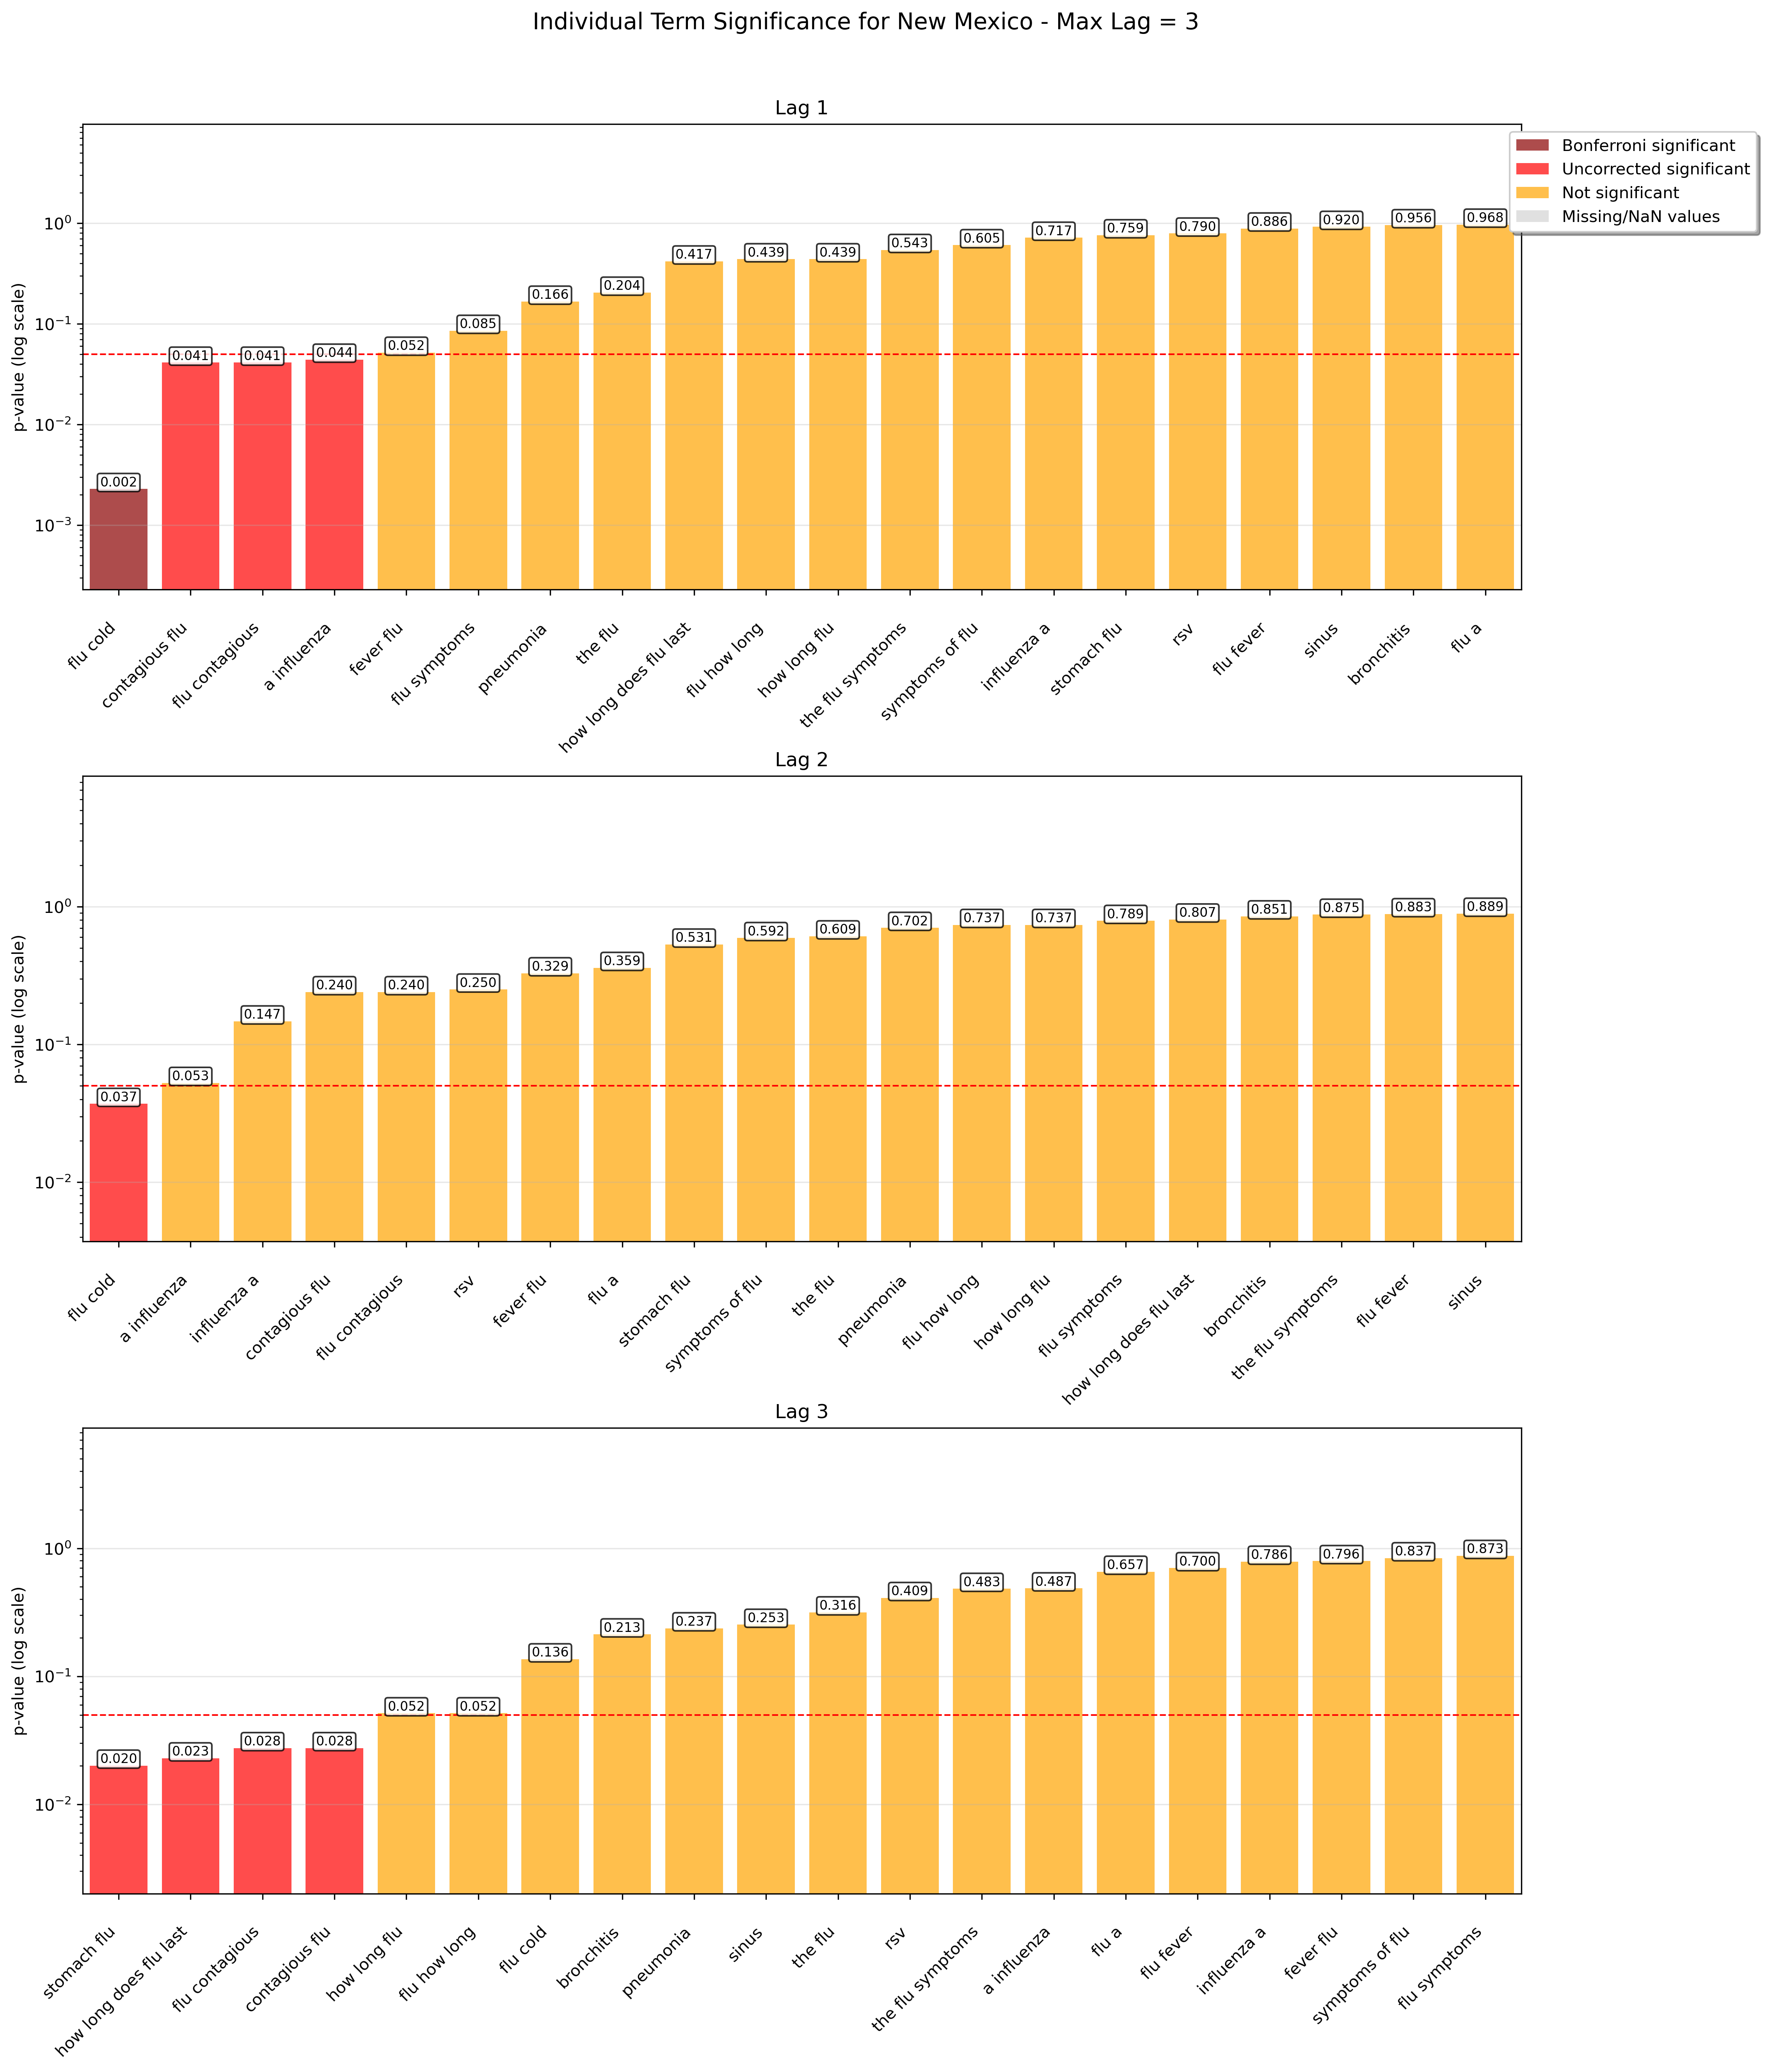 Individual Term Significance for New Mexico - Max Lag = 3
Lag 1
Bonferroni significant
Uncorrected significant
Not significant
Missing/NaN values
p-value (log scale)
10⁰
10⁻¹
10⁻²
10⁻³
0.002
0.041
0.041
0.044
0.052
0.085
0.166
0.204
0.417
0.439
0.439
0.543
0.605
0.717
0.759
0.790
0.886
0.920
0.956
0.968
flu cold
contagious flu
flu contagious
a influenza
fever flu
flu symptoms
pneumonia
the flu
how long does flu last
flu how long
how long flu
the flu symptoms
symptoms of flu
influenza a
stomach flu
rsv
flu fever
sinus
bronchitis
flu a
Lag 2
p-value (log scale)
10⁰
10⁻¹
10⁻²
0.037
0.053
0.147
0.240
0.240
0.250
0.329
0.359
0.531
0.592
0.609
0.702
0.737
0.737
0.789
0.807
0.851
0.875
0.883
0.889
flu cold
a influenza
influenza a
contagious flu
flu contagious
rsv
fever flu
flu a
stomach flu
symptoms of flu
the flu
pneumonia
flu how long
how long flu
flu symptoms
how long does flu last
bronchitis
the flu symptoms
flu fever
sinus
Lag 3
p-value (log scale)
10⁰
10⁻¹
10⁻²
0.020
0.023
0.028
0.028
0.052
0.052
0.136
0.213
0.237
0.253
0.316
0.409
0.483
0.487
0.657
0.700
0.786
0.796
0.837
0.873
stomach flu
how long does flu last
flu contagious
contagious flu
how long flu
flu how long
flu cold
bronchitis
pneumonia
sinus
the flu
rsv
the flu symptoms
a influenza
flu a
flu fever
influenza a
fever flu
symptoms of flu
flu symptoms